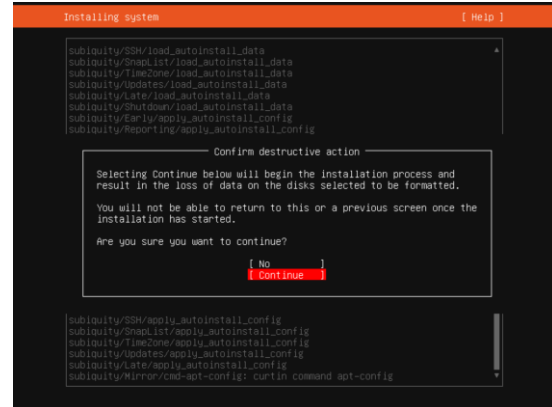 Installing system [ Help ]
subiquity/SSH/load_autoinstall_data
subiquity/SnapList/load_autoinstall_data
subiquity/TimeZone/load_autoinstall_data
subiquity/Updates/load_autoinstall_data
subiquity/Late/load_autoinstall_data
subiquity/Shutdown/load_autoinstall_data
subiquity/Early/apply_autoinstall_config
subiquity/Reporting/apply_autoinstall_config
Confirm destructive action
Selecting Continue below will begin the installation process and
result in the loss of data on the disks selected to be formatted.
You will not be able to return to this or a previous screen once the
installation has started.
Are you sure you want to continue?
[ No ]
[ Continue ]
subiquity/SSH/apply_autoinstall_config
subiquity/SnapList/apply_autoinstall_config
subiquity/TimeZone/apply_autoinstall_config
subiquity/Updates/apply_autoinstall_config
subiquity/Late/apply_autoinstall_config
subiquity/Mirror/cmd-apt-config: curtin command apt-config